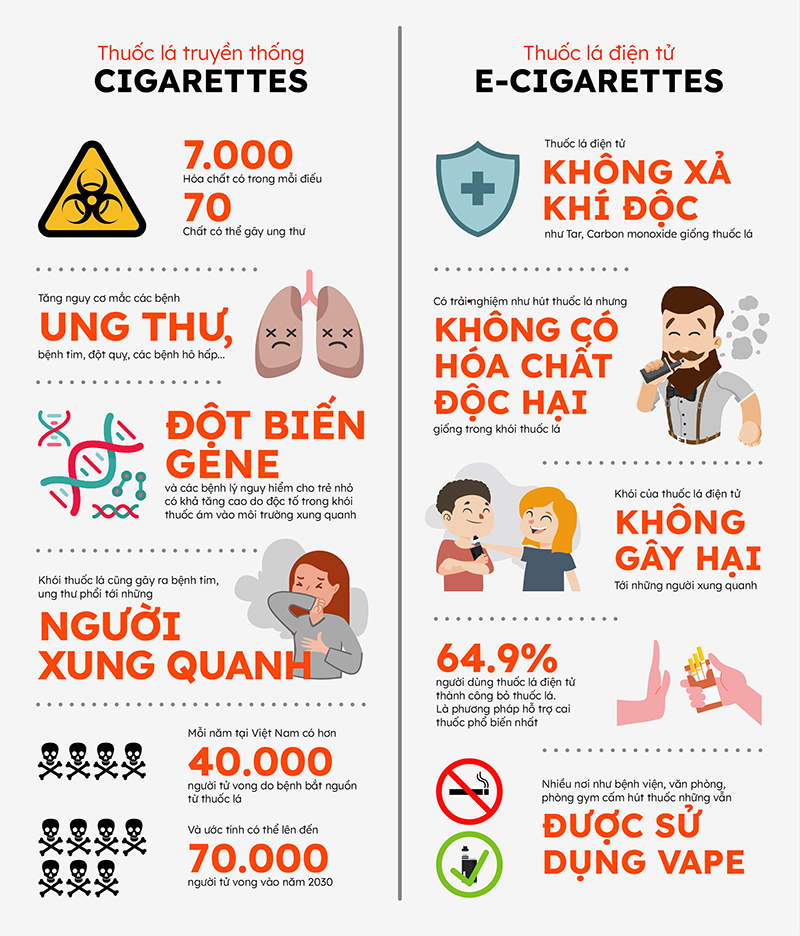 Thuốc lá truyền thống
CIGARETTES
7.000
Hóa chất có trong mỗi điếu
70
Chất có thể gây ung thư
Tăng nguy cơ mắc các bệnh
UNG THƯ,
bệnh tim, đột quỵ, các bệnh hô hấp...
ĐỘT BIẾN
GENE
và các bệnh lý nguy hiểm cho trẻ nhỏ
có khả tăng cao do độc tố trong khói
thuốc ám vào môi trường xung quanh
Khói thuốc lá cũng gây ra bệnh tim,
ung thư phổi tới những
NGƯỜI
XUNG QUANH
Mỗi năm tại Việt Nam có hơn
40.000
người tử vong do bệnh bắt nguồn
từ thuốc lá
Và ước tính có thể lên đến
70.000
người tử vong vào năm 2030
Thuốc lá điện tử
E-CIGARETTES
Thuốc lá điện tử
KHÔNG XẢ
KHÍ ĐỘC
như Tar, Carbon monoxide giống thuốc lá
Có trải nghiệm như hút thuốc lá nhưng
KHÔNG CÓ
HÓA CHẤT
ĐỘC HẠI
giống trong khói thuốc lá
Khói của thuốc lá điện tử
KHÔNG
GÂY HẠI
Tới những người xung quanh
64.9%
người dùng thuốc lá điện tử
thành công bỏ thuốc lá.
Là phương pháp hỗ trợ cai
thuốc phổ biến nhất
Nhiều nơi như bệnh viện, văn phòng,
phòng gym cấm hút thuốc những vẫn
ĐƯỢC SỬ
DỤNG VAPE